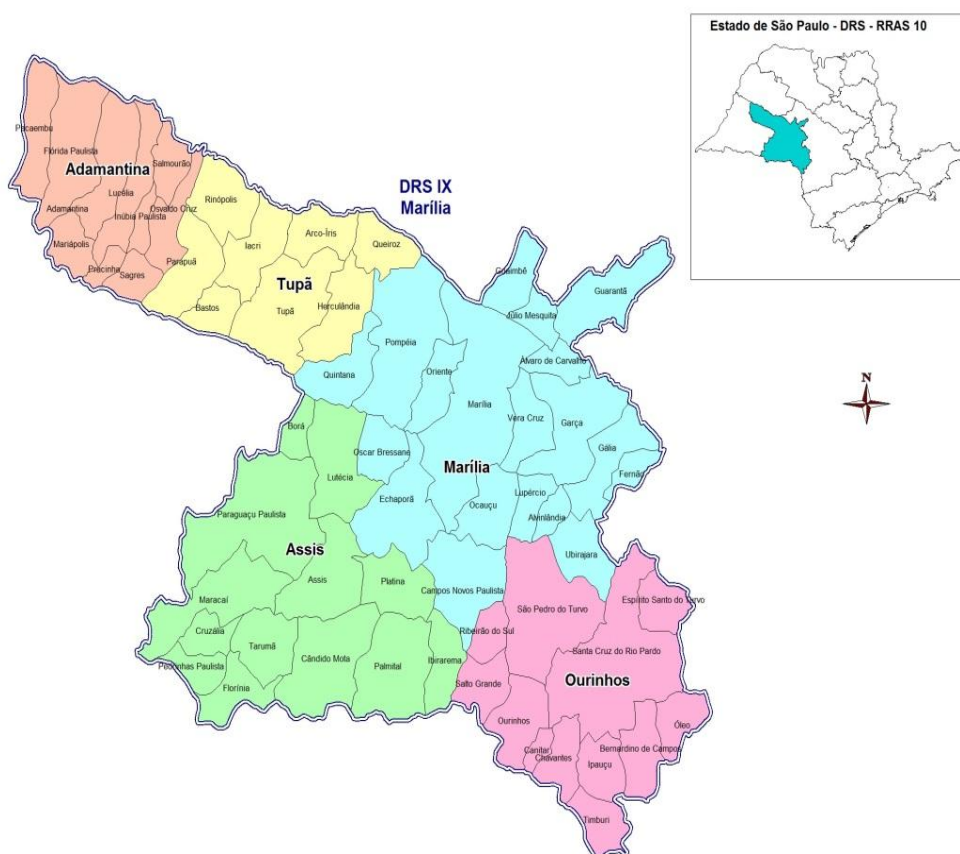 Estado de São Paulo - DRS - RRAS 10
DRS IX
Marília
N
Pacaembu
Flórida Paulista
Adamantina
Salmourão
Lucélia
Adamantina
Inúbia Paulista
Osvaldo Cruz
Mariápolis
Pracinha
Sagres
Rinópolis
Iacri
Arco-Íris
Queiroz
Parapuã
Tupã
Bastos
Tupã
Herculândia
Guaimbê
Guarantã
Júlio Mesquita
Pompéia
Álvaro de Carvalho
Quintana
Oriente
Marília
Vera Cruz
Garça
Gália
Fernão
Oscar Bressane
Marília
Echaporã
Ocauçu
Lupércio
Alvinlândia
Ubirajara
Campos Novos Paulista
Borá
Lutécia
Paraguaçu Paulista
Assis
Assis
Platina
Maracaí
Cruzália
Tarumã
Cândido Mota
Palmital
Ibirarema
Pedrinhas Paulista
Florínia
São Pedro do Turvo
Espírito Santo do Turvo
Ribeirão do Sul
Santa Cruz do Rio Pardo
Salto Grande
Ourinhos
Ourinhos
Óleo
Canitar
Chavantes
Bernardino de Campos
Ipauçu
Timburi